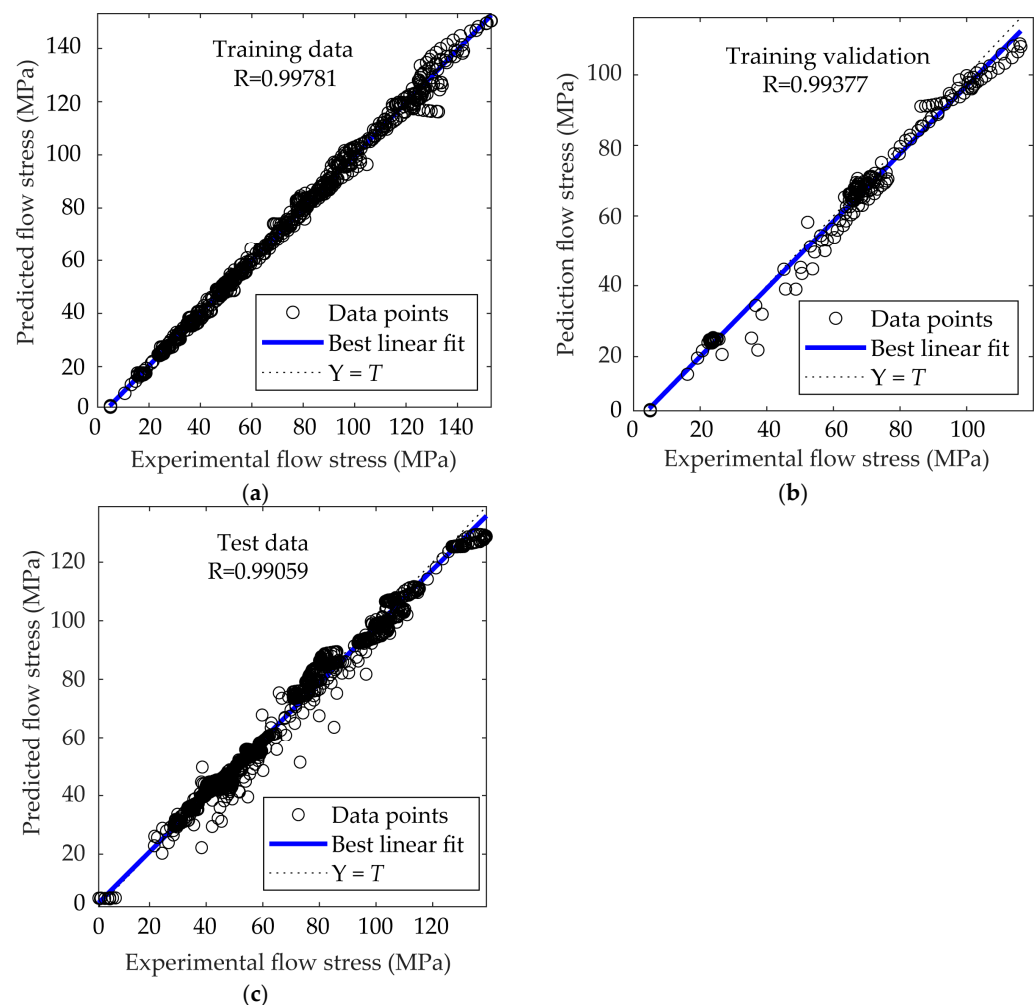 Training data
R=0.99781
Predicted flow stress (MPa)
140
120
100
80
60
40
20
0
Data points
Best linear fit
Y = T
0 20 40 60 80 100 120 140
Experimental flow stress (MPa)
(a)
Training validation
R=0.99377
Pediction flow stress (MPa)
100
80
60
40
20
0
Data points
Best linear fit
Y = T
0 20 40 60 80 100
Experimental flow stress (MPa)
(b)
Test data
R=0.99059
Predicted flow stress (MPa)
120
100
80
60
40
20
0
Data points
Best linear fit
Y = T
0 20 40 60 80 100 120
Experimental flow stress (MPa)
(c)